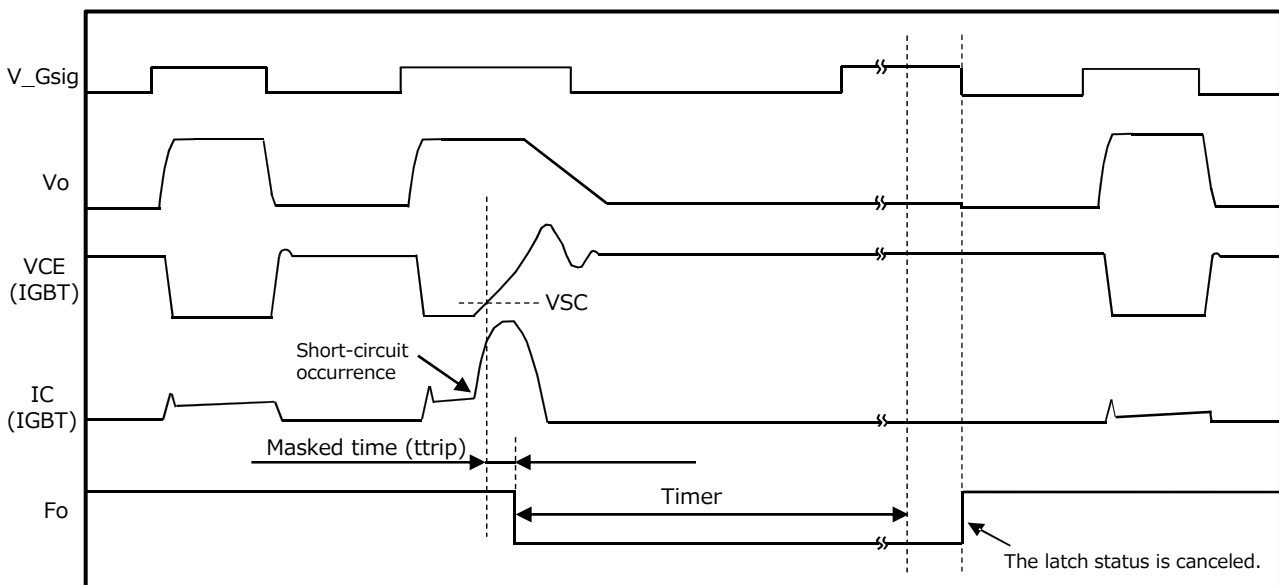 V_Gsig
Vo
VCE
(IGBT)
VSC
Short-circuit
occurrence
IC
(IGBT)
Masked time (ttrip)
Timer
Fo
The latch status is canceled.